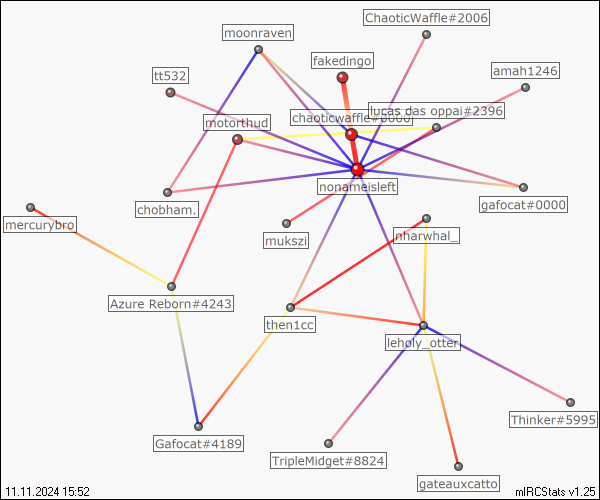 ChaoticWaffle#2006
moonraven
fakedingo
amah1246
tt532
lucas das oppai#2396
chaoticwaffle#0000
motorthud
nonameisleft
gafocat#0000
chobham.
mercurybro
mukszi
nharwhal_
Azure Reborn#4243
then1cc
leholy_otter
Thinker#5995
Gafocat#4189
TripleMidget#8824
gateauxcatto
11.11.2024 15:52
mIRCStats v1.25